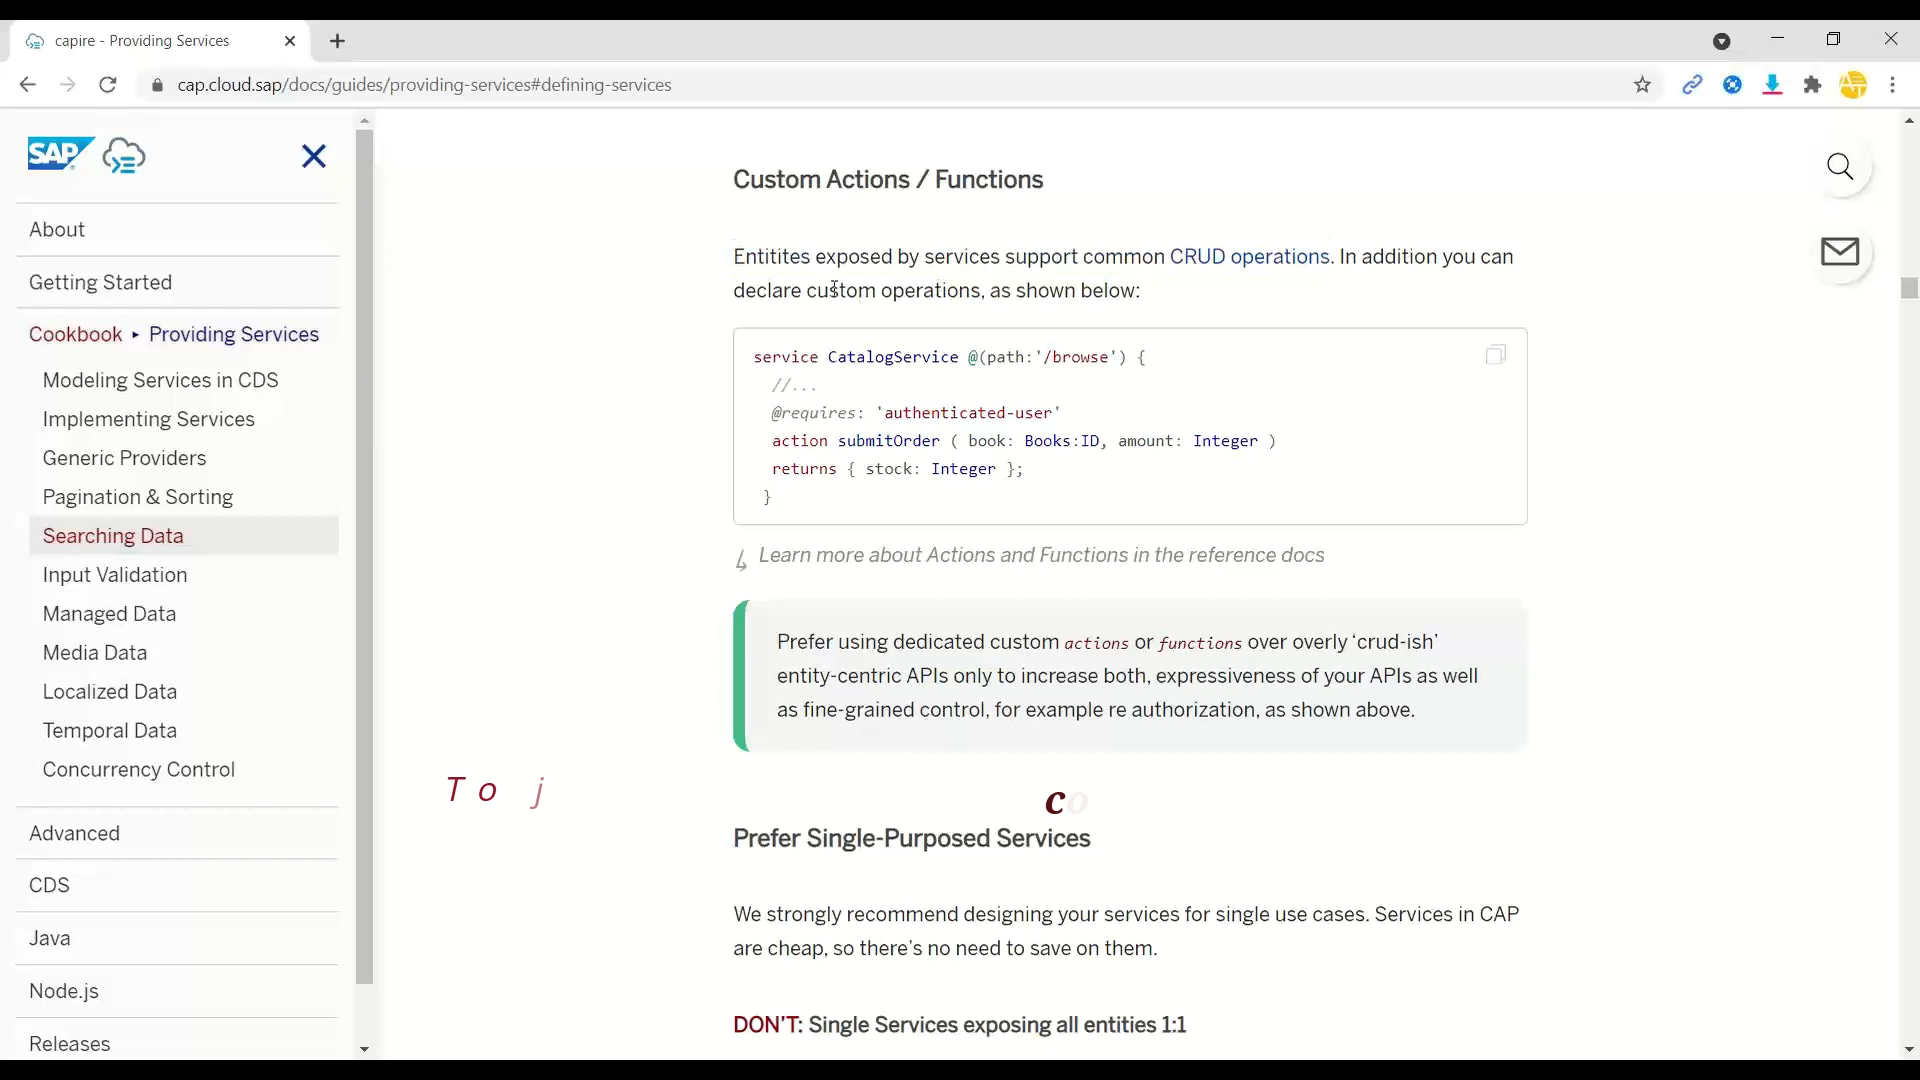 capire - Providing Services
cap.cloud.sap/docs/guides/providing-services#defining-services
SAP
About
Getting Started
Cookbook ▸ Providing Services
Modeling Services in CDS
Implementing Services
Generic Providers
Pagination & Sorting
Searching Data
Input Validation
Managed Data
Media Data
Localized Data
Temporal Data
Concurrency Control
Advanced
CDS
Java
Node.js
Releases
Custom Actions / Functions
Entitites exposed by services support common CRUD operations. In addition you can
declare custom operations, as shown below:
service CatalogService @(path:'/browse') {
//...
@requires: 'authenticated-user'
action submitOrder ( book: Books:ID, amount: Integer )
returns { stock: Integer };
}
↳ Learn more about Actions and Functions in the reference docs
Prefer using dedicated custom actions or functions over overly ‘crud-ish’
entity-centric APIs only to increase both, expressiveness of your APIs as well
as fine-grained control, for example re authorization, as shown above.
To j
co
Prefer Single-Purposed Services
We strongly recommend designing your services for single use cases. Services in CAP
are cheap, so there’s no need to save on them.
DON’T: Single Services exposing all entities 1:1